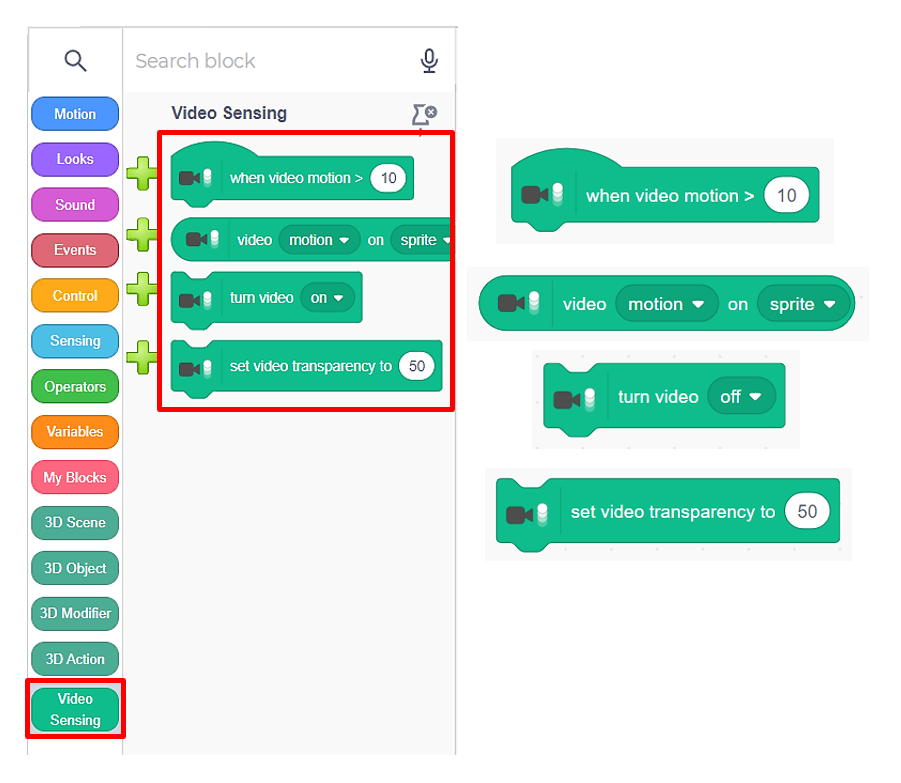 Search block
Motion
Looks
Sound
Events
Control
Sensing
Operators
Variables
My Blocks
3D Scene
3D Object
3D Modifier
3D Action
Video
Sensing
Video Sensing
when video motion > 10
video motion on sprite
turn video on
set video transparency to 50
when video motion > 10
video motion on sprite
turn video off
set video transparency to 50